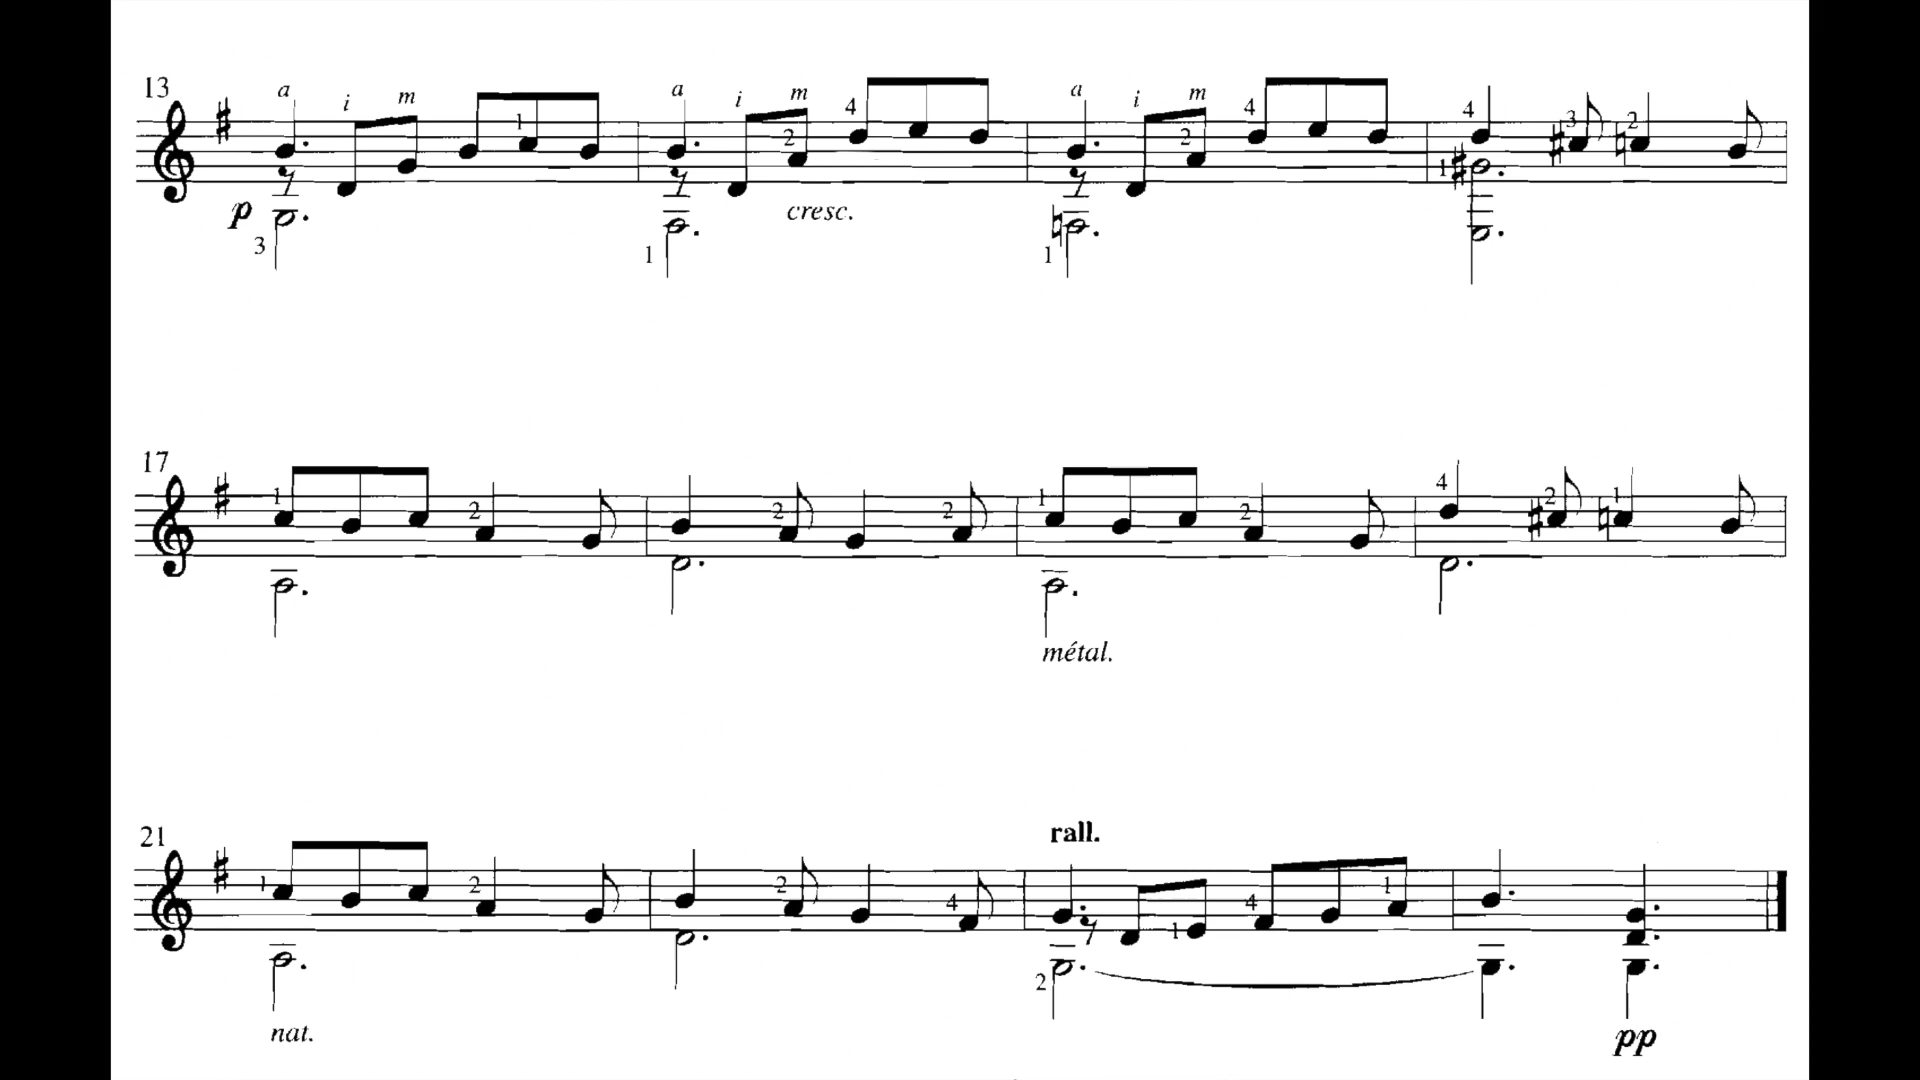 13 a i m 1 a i m 4 a i m 4 4 3 2
2 2 1
p cresc.
3 1 1
17 1 2 2 2 1 2 4 2 1
métal.
rall.
21 1 2 2 4 1 4 1
2
nat. pp